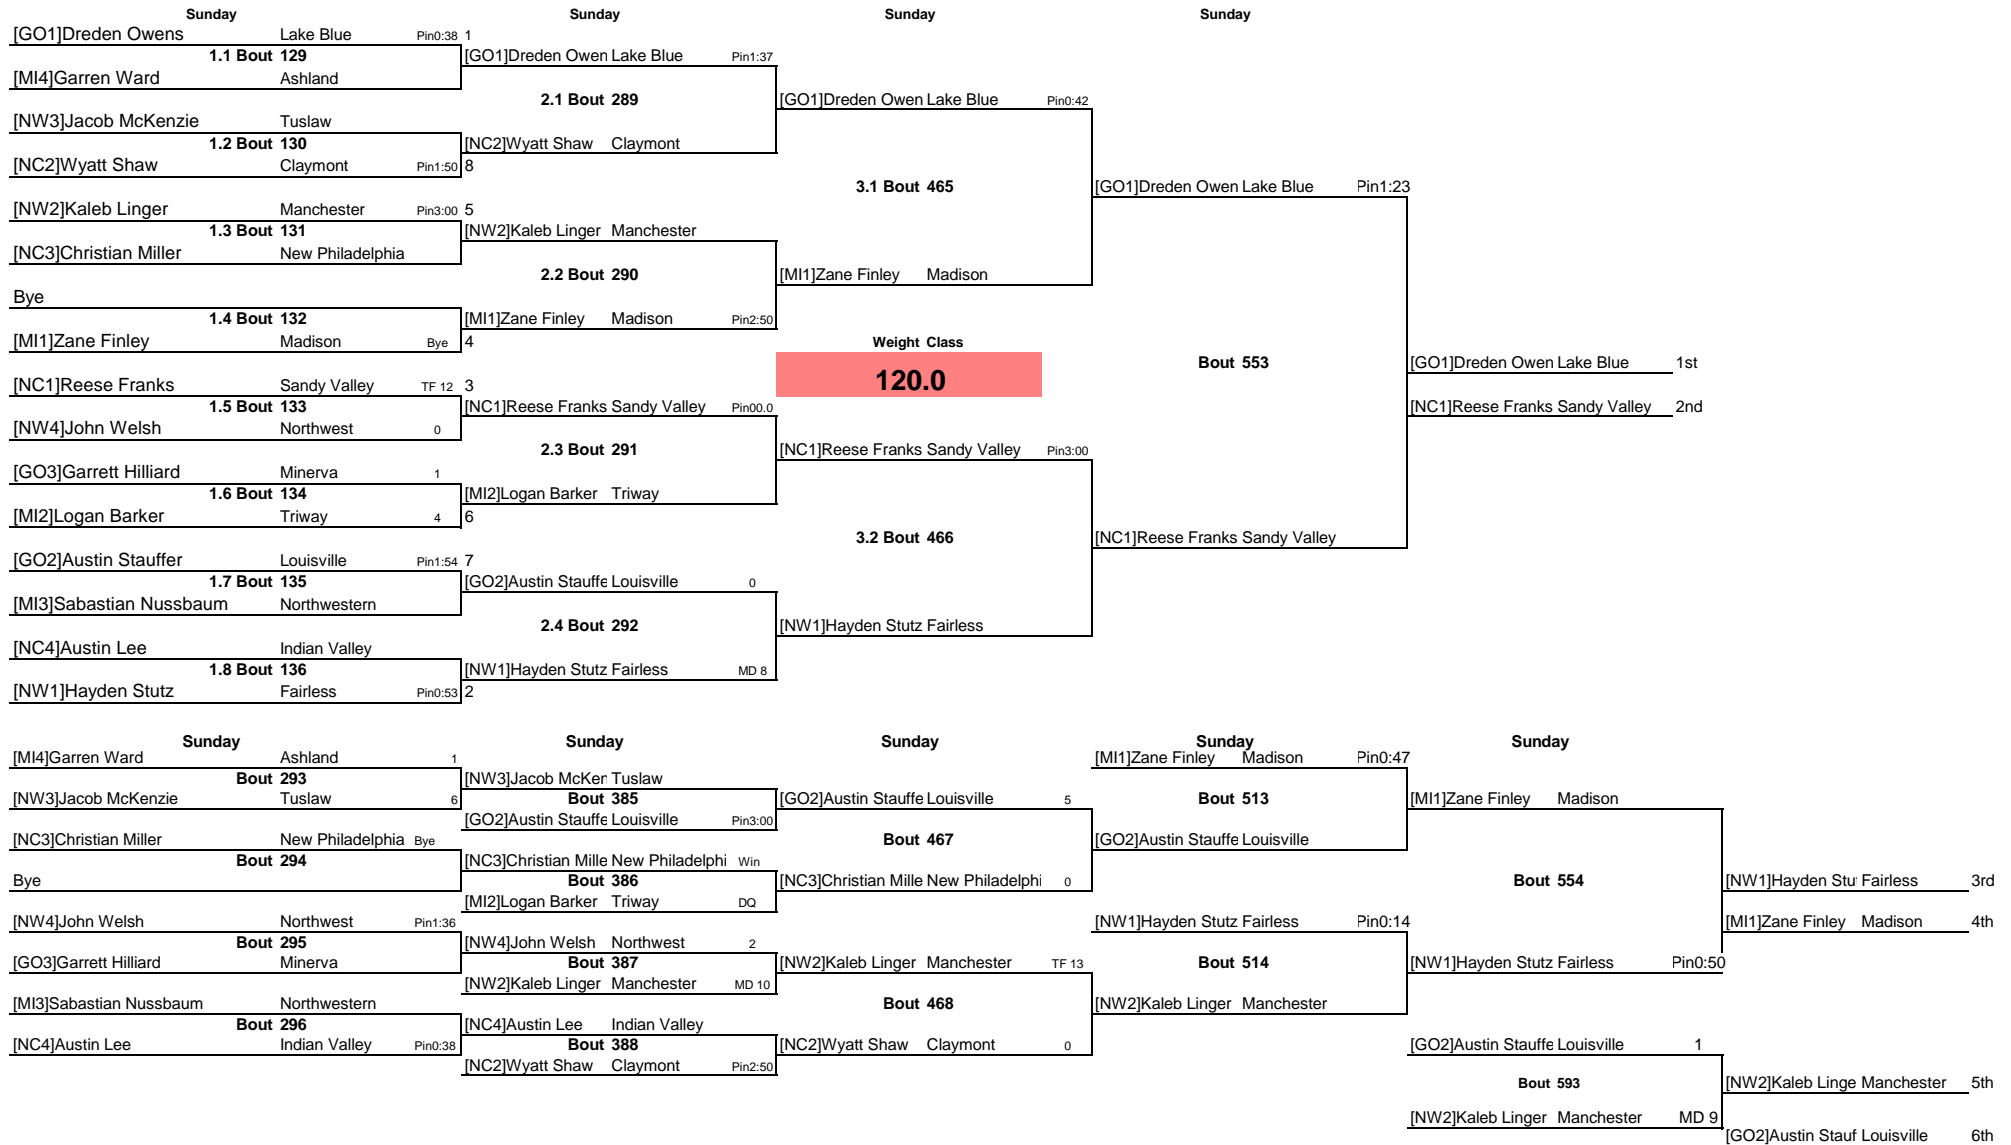 Sunday Sunday Sunday Sunday
[GO1]Dreden Owens Lake Blue Pin0:38 1
1.1 Bout 129 [GO1]Dreden Owen Lake Blue Pin1:37
[MI4]Garren Ward Ashland
2.1 Bout 289 [GO1]Dreden Owen Lake Blue Pin0:42
[NW3]Jacob McKenzie Tuslaw
1.2 Bout 130 [NC2]Wyatt Shaw Claymont
[NC2]Wyatt Shaw Claymont Pin1:50 8
3.1 Bout 465 [GO1]Dreden Owen Lake Blue Pin1:23
[NW2]Kaleb Linger Manchester Pin3:00 5
1.3 Bout 131 [NW2]Kaleb Linger Manchester
[NC3]Christian Miller New Philadelphia
2.2 Bout 290 [MI1]Zane Finley Madison
Bye
1.4 Bout 132 [MI1]Zane Finley Madison Pin2:50
[MI1]Zane Finley Madison Bye 4 Weight Class
Bout 553 [GO1]Dreden Owen Lake Blue 1st
[NC1]Reese Franks Sandy Valley TF 12 3 120.0
1.5 Bout 133 [NC1]Reese Franks Sandy Valley Pin00.0 [NC1]Reese Franks Sandy Valley 2nd
[NW4]John Welsh Northwest 0
2.3 Bout 291 [NC1]Reese Franks Sandy Valley Pin3:00
[GO3]Garrett Hilliard Minerva 1
1.6 Bout 134 [MI2]Logan Barker Triway
[MI2]Logan Barker Triway 4 6
3.2 Bout 466 [NC1]Reese Franks Sandy Valley
[GO2]Austin Stauffer Louisville Pin1:54 7
1.7 Bout 135 [GO2]Austin Stauffe Louisville 0
[MI3]Sabastian Nussbaum Northwestern
2.4 Bout 292 [NW1]Hayden Stutz Fairless
[NC4]Austin Lee Indian Valley
1.8 Bout 136 [NW1]Hayden Stutz Fairless MD 8
[NW1]Hayden Stutz Fairless Pin0:53 2
Sunday Sunday Sunday Sunday Sunday
[MI4]Garren Ward Ashland 1 [MI1]Zane Finley Madison Pin0:47
Bout 293 [NW3]Jacob McKen Tuslaw
[NW3]Jacob McKenzie Tuslaw 6 Bout 385 [GO2]Austin Stauffe Louisville 5 Bout 513 [MI1]Zane Finley Madison
[GO2]Austin Stauffe Louisville Pin3:00
[NC3]Christian Miller New Philadelphia Bye Bout 467 [GO2]Austin Stauffe Louisville
Bout 294 [NC3]Christian Mille New Philadelphi Win
Bye Bout 386 [NC3]Christian Mille New Philadelphi 0 Bout 554 [NW1]Hayden Stu Fairless 3rd
[MI2]Logan Barker Triway DQ
[NW4]John Welsh Northwest Pin1:36 [NW1]Hayden Stutz Fairless Pin0:14 [MI1]Zane Finley Madison 4th
Bout 295 [NW4]John Welsh Northwest 2
[GO3]Garrett Hilliard Minerva Bout 387 [NW2]Kaleb Linger Manchester TF 13 Bout 514 [NW1]Hayden Stutz Fairless Pin0:50
[NW2]Kaleb Linger Manchester MD 10
[MI3]Sabastian Nussbaum Northwestern Bout 468 [NW2]Kaleb Linger Manchester
Bout 296 [NC4]Austin Lee Indian Valley
[NC4]Austin Lee Indian Valley Pin0:38 Bout 388 [NC2]Wyatt Shaw Claymont 0 [GO2]Austin Stauffe Louisville 1
[NC2]Wyatt Shaw Claymont Pin2:50
Bout 593 [NW2]Kaleb Linge Manchester 5th
[NW2]Kaleb Linger Manchester MD 9
[GO2]Austin Stauf Louisville 6th